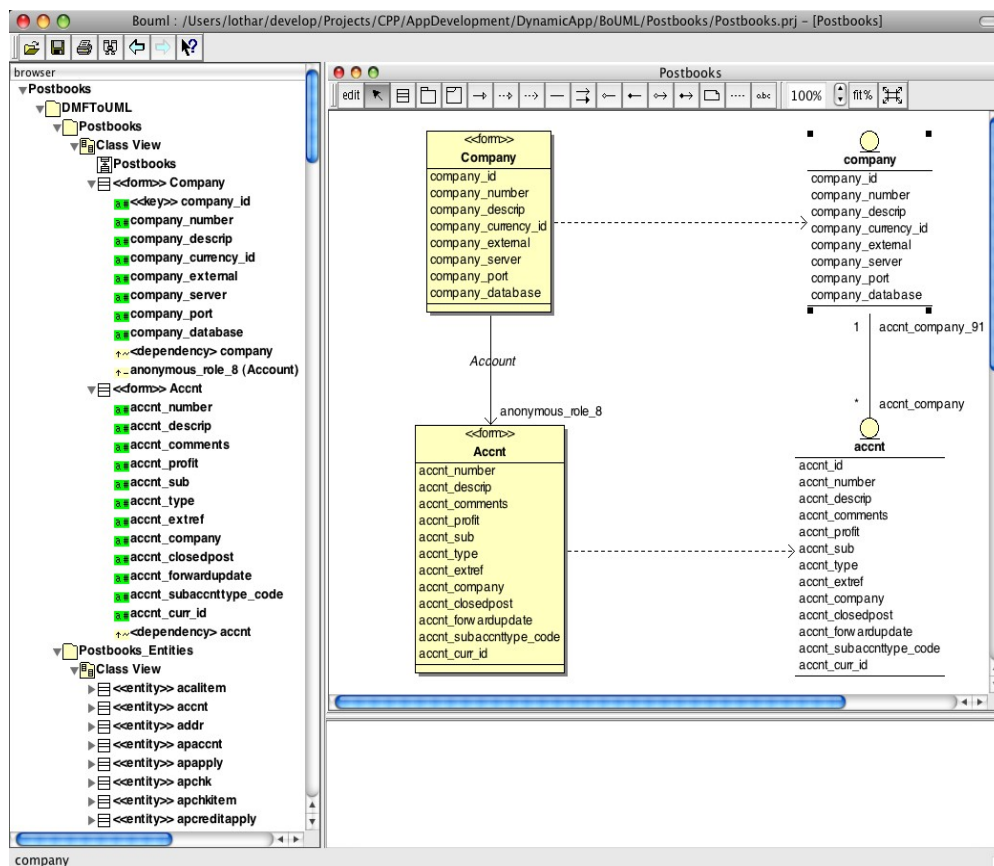 Bouml : /Users/lothar/develop/Projects/CPP/AppDevelopment/DynamicApp/BoUML/Postbooks/Postbooks.prj - [Postbooks]
browser
Postbooks
DMFToUML
Postbooks
Class View
Postbooks
<<form>> Company
<<key>> company_id
company_number
company_descrip
company_currency_id
company_external
company_server
company_port
company_database
<dependency> company
anonymous_role_8 (Account)
<<form>> Accnt
accnt_number
accnt_descrip
accnt_comments
accnt_profit
accnt_sub
accnt_type
accnt_extref
accnt_company
accnt_closedpost
accnt_forwardupdate
accnt_subaccnttype_code
accnt_curr_id
<dependency> accnt
Postbooks_Entities
Class View
<<entity>> acalitem
<<entity>> accnt
<<entity>> addr
<<entity>> apaccnt
<<entity>> apapply
<<entity>> apchk
<<entity>> apchkitem
<<entity>> apcreditapply
Postbooks
edit abc 100% fit%
<<form>>
Company
company_id
company_number
company_descrip
company_currency_id
company_external
company_server
company_port
company_database
company
company_id
company_number
company_descrip
company_currency_id
company_external
company_server
company_port
company_database
Account
anonymous_role_8
1 accnt_company_91
* accnt_company
<<form>>
Accnt
accnt_number
accnt_descrip
accnt_comments
accnt_profit
accnt_sub
accnt_type
accnt_extref
accnt_company
accnt_closedpost
accnt_forwardupdate
accnt_subaccnttype_code
accnt_curr_id
accnt
accnt_id
accnt_number
accnt_descrip
accnt_comments
accnt_profit
accnt_sub
accnt_type
accnt_extref
accnt_company
accnt_closedpost
accnt_forwardupdate
accnt_subaccnttype_code
accnt_curr_id
company